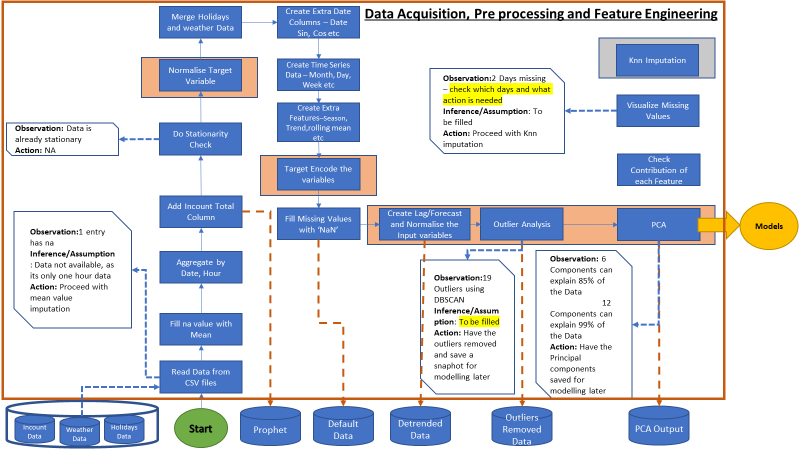 Data Acquisition, Pre processing and Feature Engineering
Merge Holidays
and weather Data
Create Extra Date
Columns – Date
Sin, Cos etc
Knn Imputation
Normalise Target
Variable
Create Time Series
Data – Month, Day,
Week etc
Observation:2 Days missing
– check which days and what
action is needed
Inference/Assumption: To
be filled
Action: Proceed with Knn
imputation
Visualize Missing
Values
Create Extra
Features–Season,
Trend,rolling mean
etc
Observation: Data is
already stationary
Action: NA
Do Stationarity
Check
Target Encode the
variables
Check
Contribution of
each Feature
Add Incount Total
Column
Fill Missing Values
with 'NaN'
Create Lag/Forecast
and Normalise the
Input variables
Outlier Analysis
PCA
Models
Observation:1 entry
has na
Inference/Assumption
: Data not available, as
its only one hour data
Action: Proceed with
mean value
imputation
Aggregate by
Date, Hour
Observation:19
Outliers using
DBSCAN
Inference/Assum
ption: To be filled
Action: Have the
outliers removed
and save a
snaphot for
modelling later
Observation: 6
Components can
explain 85% of
the Data
12
Components can
explain 99% of
the Data
Action: Have the
Principal
components
saved for
modelling later
Fill na value with
Mean
Read Data from
CSV files
Incount
Data
Weather
Data
Holidays
Data
Start
Prophet
Default
Data
Detrended
Data
Outliers
Removed
Data
PCA Output